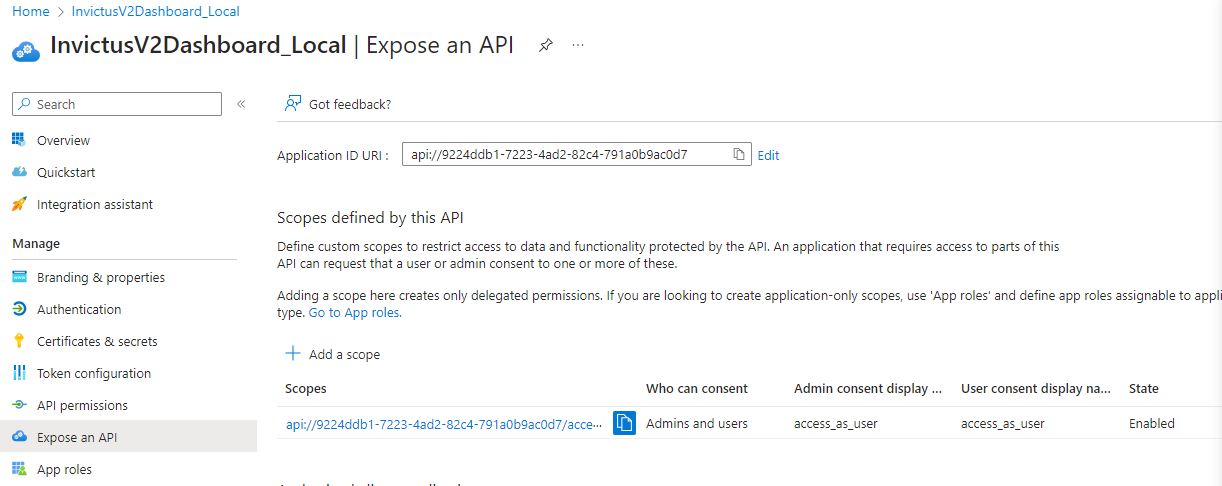 Home > InvictusV2Dashboard_Local
InvictusV2Dashboard_Local | Expose an API ...
Search «
Got feedback?
Overview
Quickstart
Integration assistant
Manage
Branding & properties
Authentication
Certificates & secrets
Token configuration
API permissions
Expose an API
App roles
Application ID URI : api://9224ddb1-7223-4ad2-82c4-791a0b9ac0d7 Edit
Scopes defined by this API
Define custom scopes to restrict access to data and functionality protected by the API. An application that requires access to parts of this
API can request that a user or admin consent to one or more of these.
Adding a scope here creates only delegated permissions. If you are looking to create application-only scopes, use 'App roles' and define app roles assignable to appli
type. Go to App roles.
Add a scope
Scopes Who can consent Admin consent display ... User consent display na... State
api://9224ddb1-7223-4ad2-82c4-791a0b9ac0d7/acce... Admins and users access_as_user access_as_user Enabled